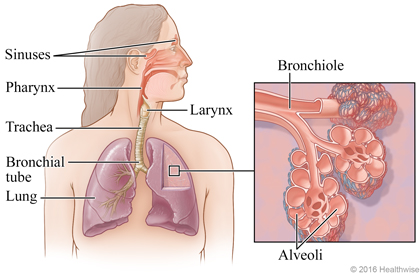 Sinuses
Pharynx
Larynx
Trachea
Bronchial
tube
Lung
Bronchiole
Alveoli
© 2016 Healthwise